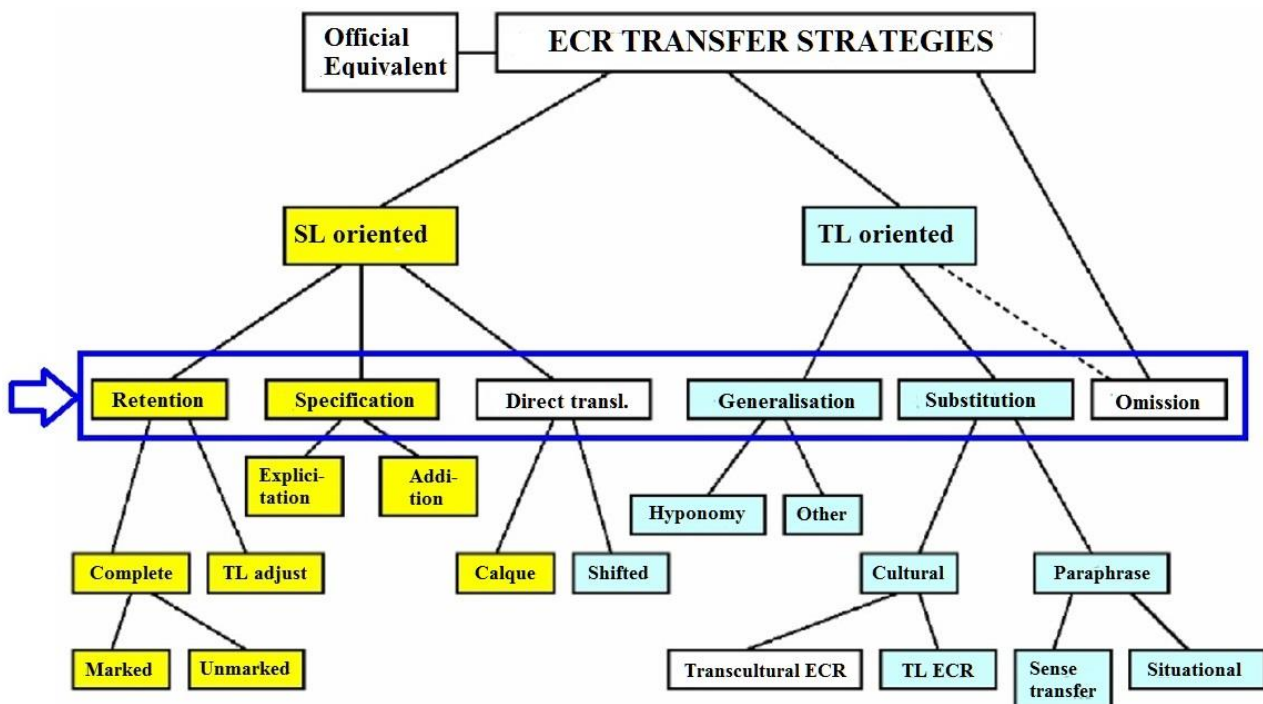 Official
Equivalent
ECR TRANSFER STRATEGIES
SL oriented
TL oriented
Retention
Specification
Direct transl.
Generalisation
Substitution
Omission
Explici-
tation
Addi-
tion
Hyponomy
Other
Complete
TL adjust
Calque
Shifted
Cultural
Paraphrase
Marked
Unmarked
Transcultural ECR
TL ECR
Sense
transfer
Situational